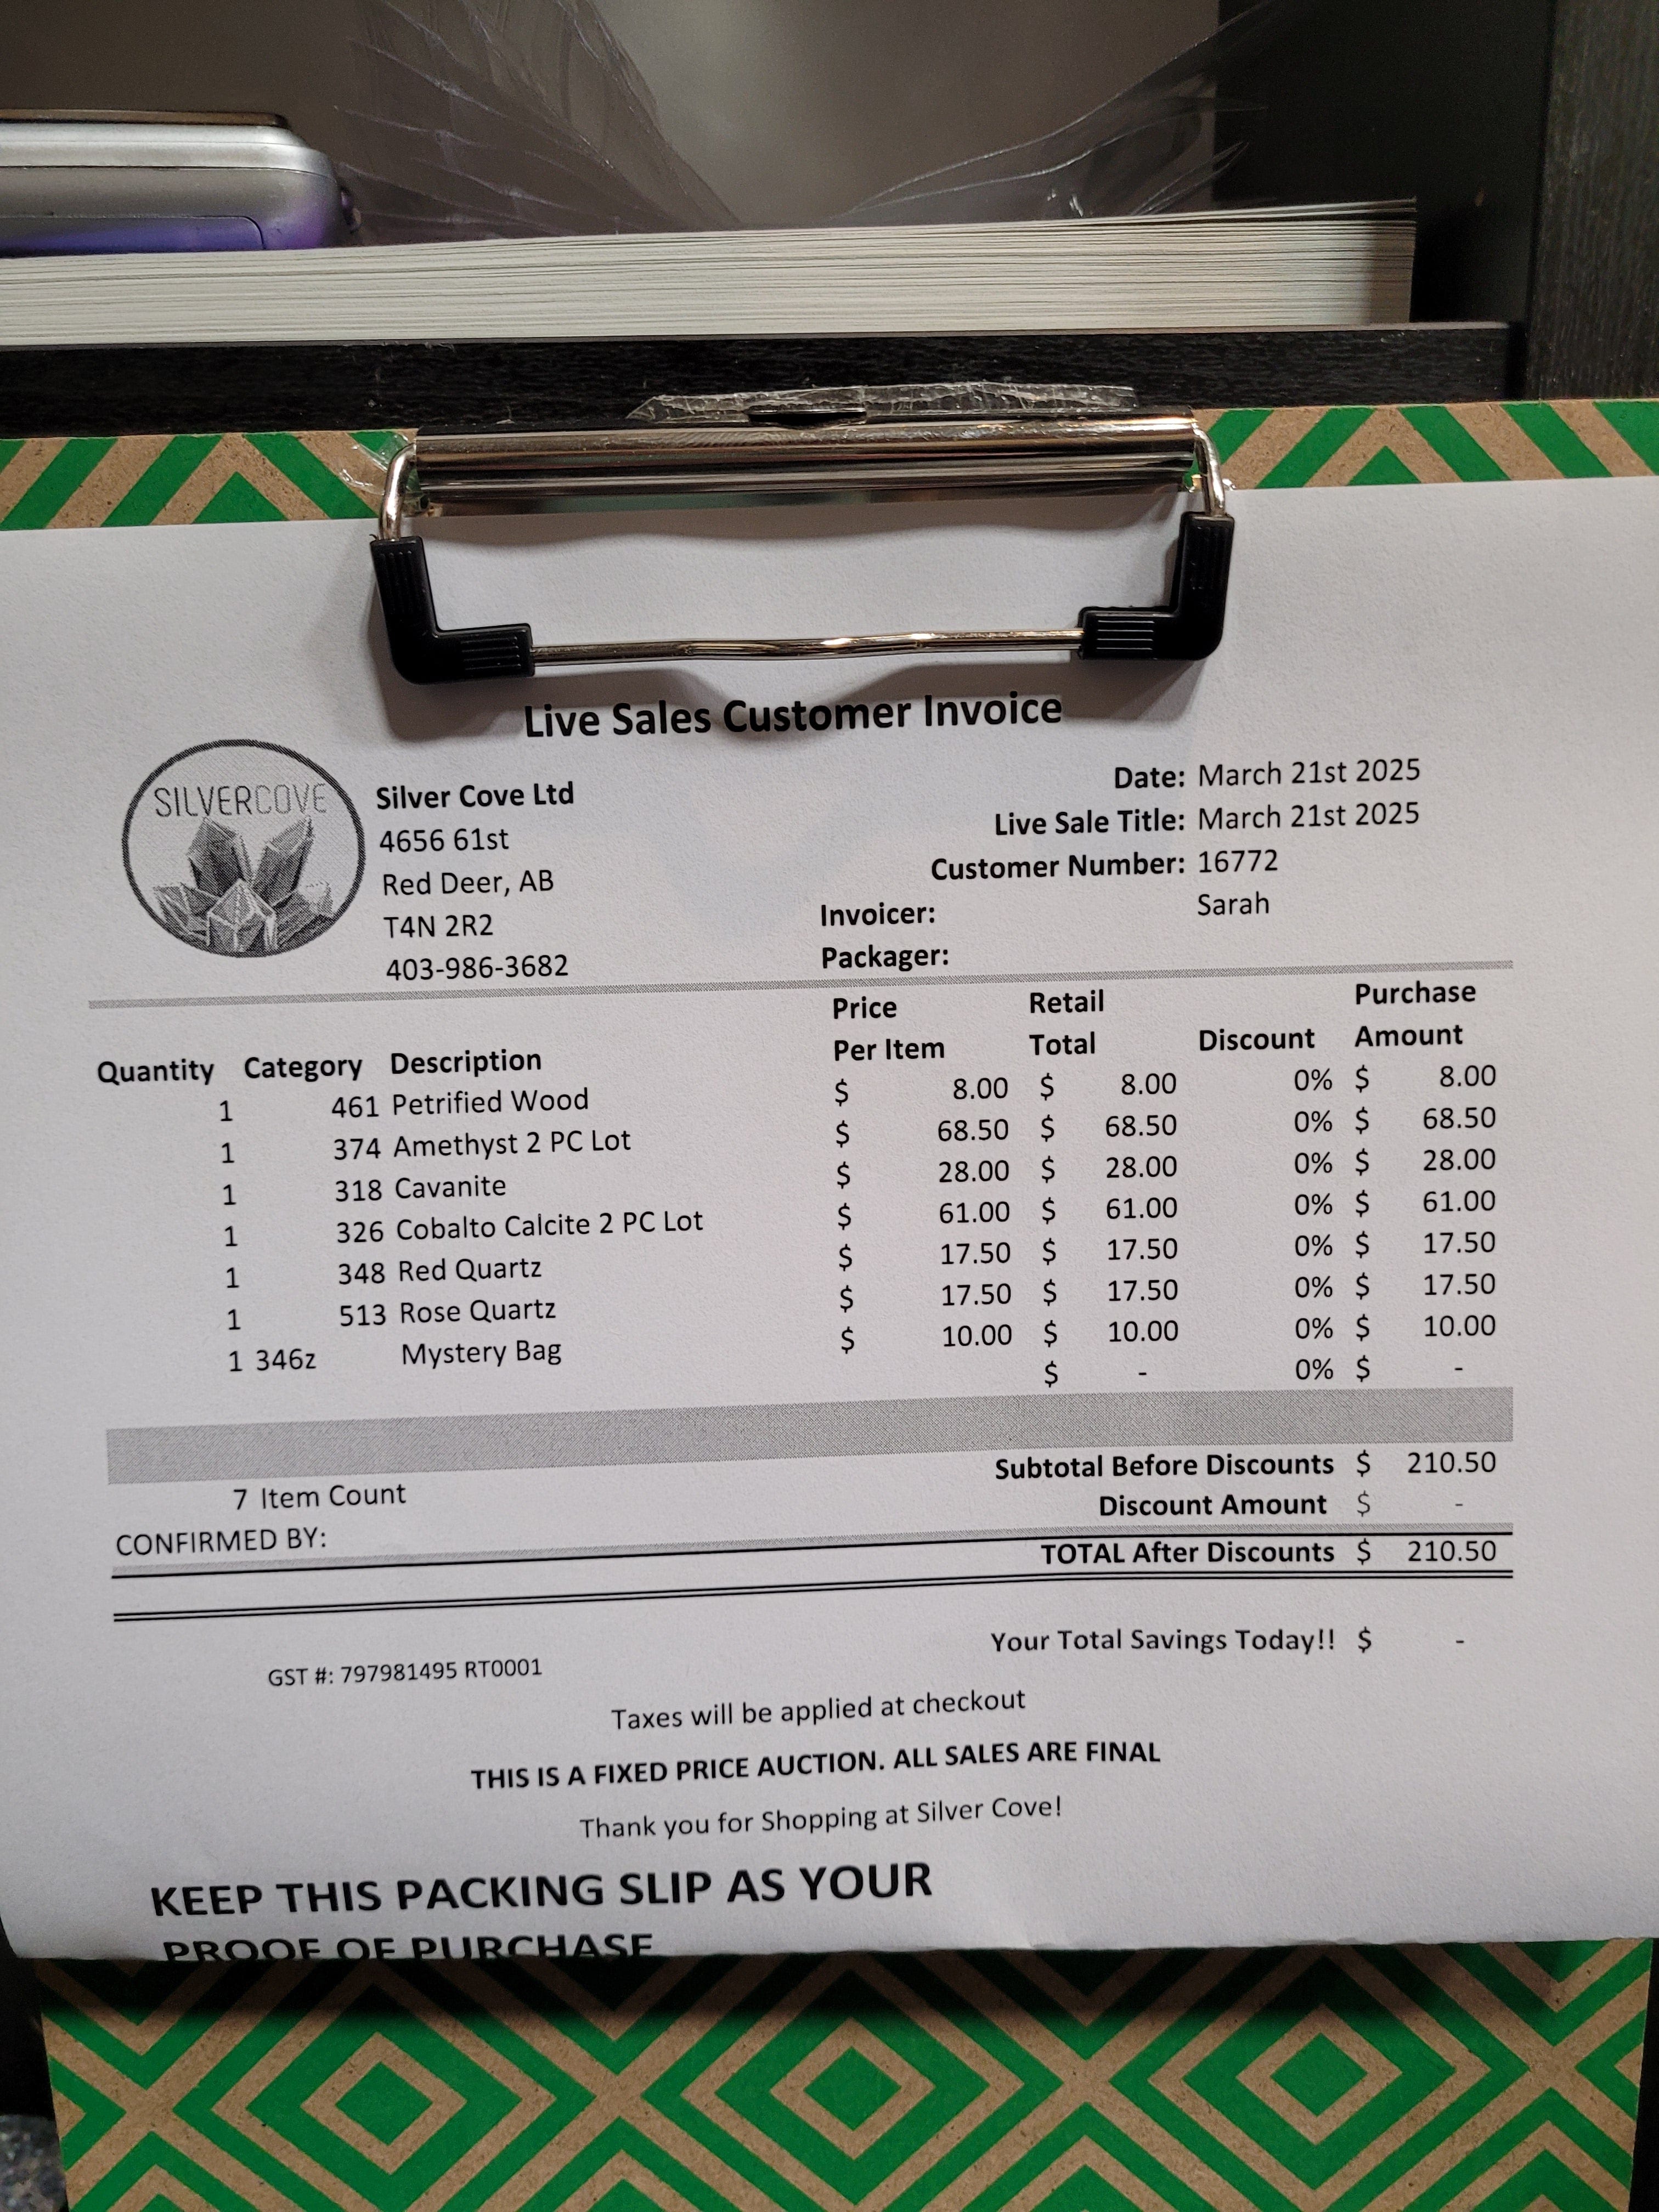 Live Sales Customer Invoice
SILVERCOVE
Silver Cove Ltd
4656 61st
Red Deer, AB
T4N 2R2
403-986-3682
Date: March 21st 2025
Live Sale Title: March 21st 2025
Customer Number: 16772
Invoicer: Sarah
Packager:
Quantity Category Description Price Per Item Retail Total Discount Purchase Amount
1 461 Petrified Wood $ 8.00 $ 8.00 0% $ 8.00
1 374 Amethyst 2 PC Lot $ 68.50 $ 68.50 0% $ 68.50
1 318 Cavanite $ 28.00 $ 28.00 0% $ 28.00
1 326 Cobalto Calcite 2 PC Lot $ 61.00 $ 61.00 0% $ 61.00
1 348 Red Quartz $ 17.50 $ 17.50 0% $ 17.50
1 513 Rose Quartz $ 17.50 $ 17.50 0% $ 17.50
1 346z Mystery Bag $ 10.00 $ 10.00 0% $ 10.00
$ - 0% $ -
Subtotal Before Discounts $ 210.50
7 Item Count
Discount Amount $ -
CONFIRMED BY:
TOTAL After Discounts $ 210.50
Your Total Savings Today!! $ -
GST #: 797981495 RT0001
Taxes will be applied at checkout
THIS IS A FIXED PRICE AUCTION. ALL SALES ARE FINAL
Thank you for Shopping at Silver Cove!
KEEP THIS PACKING SLIP AS YOUR
PROOF OF PURCHASE